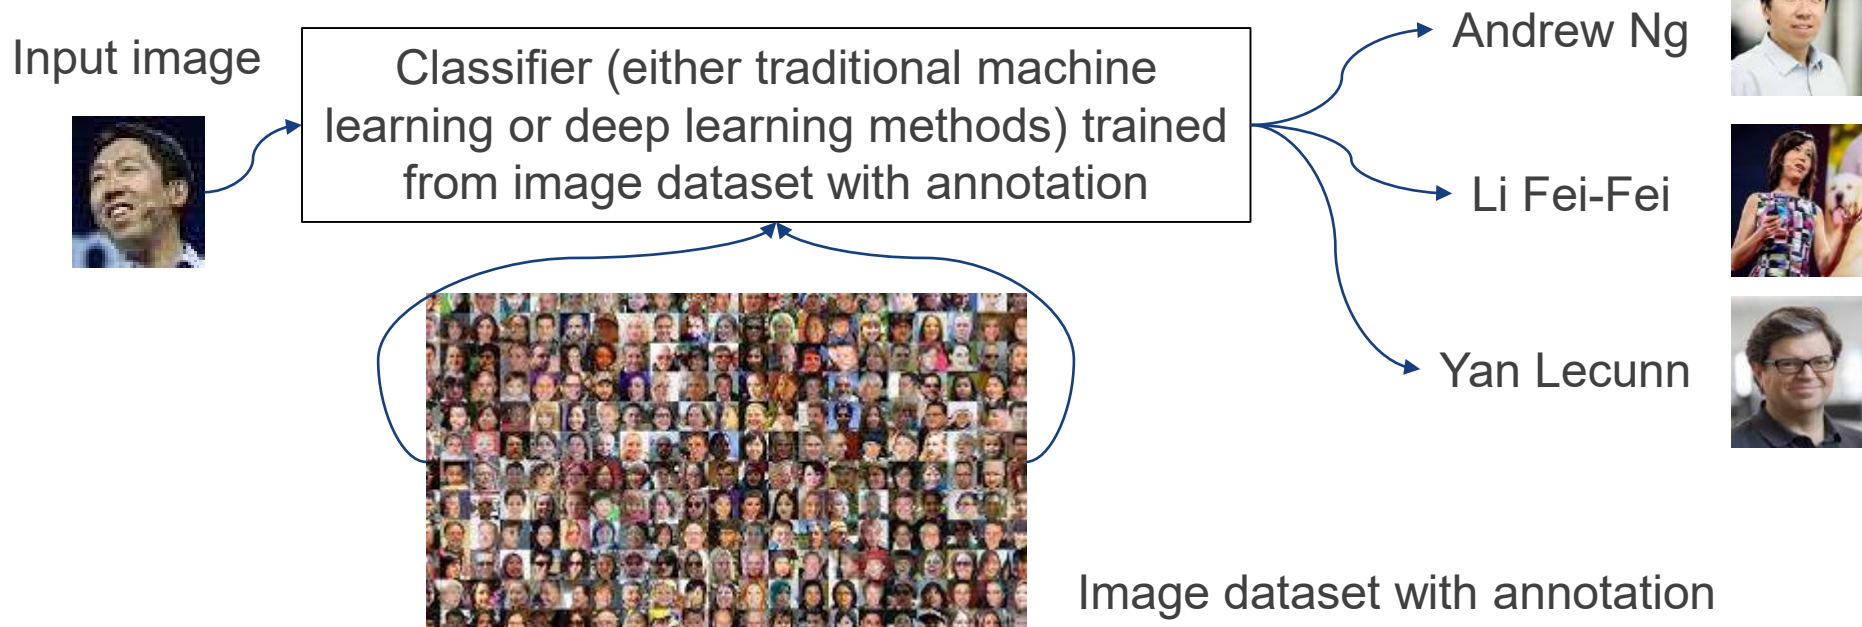 Input image
Classifier (either traditional machine
learning or deep learning methods) trained
from image dataset with annotation
Andrew Ng
Li Fei-Fei
Yan Lecunn
Image dataset with annotation